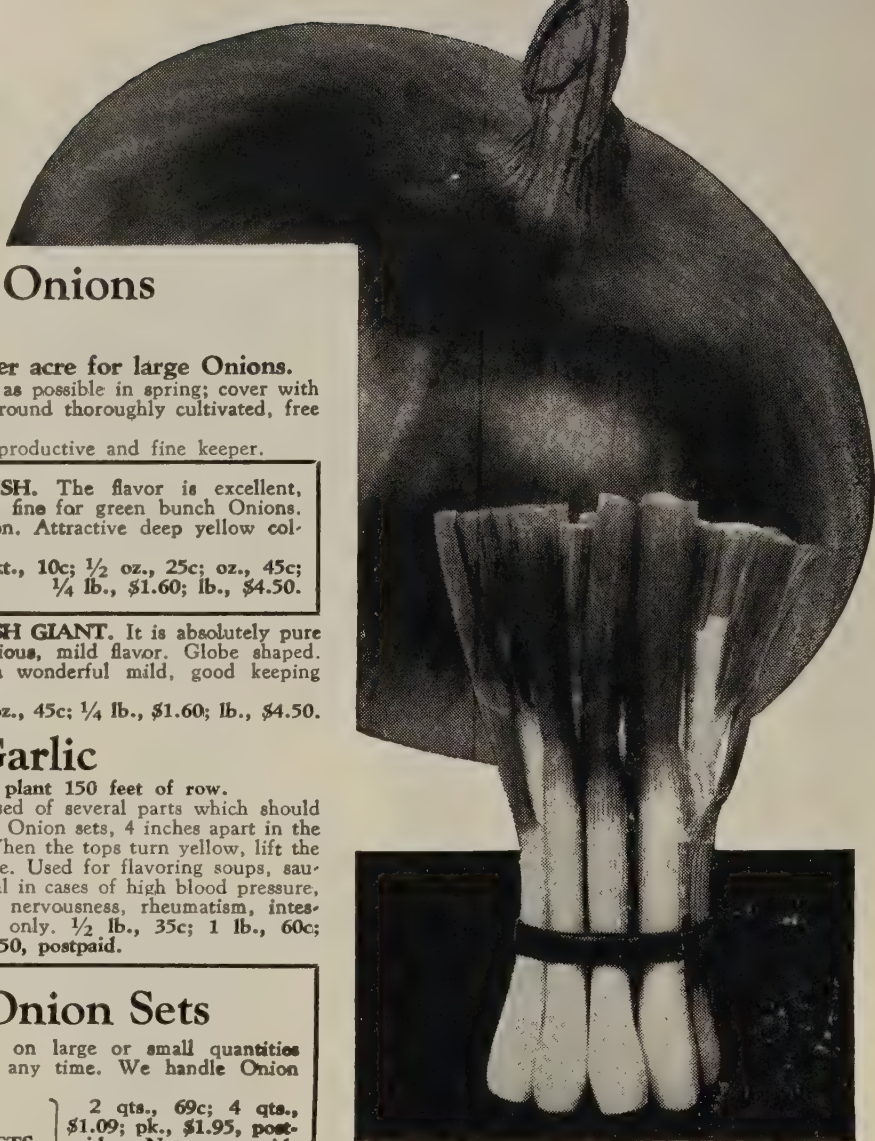 Onions
er acre for large Onions.
as possible in spring; cover with
round thoroughly cultivated, free
productive and fine keeper.
SH. The flavor is excellent,
fine for green bunch Onions.
on. Attractive deep yellow col-
kt., 10c; ½ oz., 25c; oz., 45c;
¼ lb., $1.60; lb., $4.50.
SH GIANT. It is absolutely pure
ious, mild flavor. Globe shaped.
a wonderful mild, good keeping
oz., 45c; ¼ lb., $1.60; lb., $4.50.
Garlic
plant 150 feet of row.
sed of several parts which should
Onion sets, 4 inches apart in the
When the tops turn yellow, lift the
e. Used for flavoring soups, sau-
l in cases of high blood pressure,
nervousness, rheumatism, intes-
only. ½ lb., 35c; 1 lb., 60c;
50, postpaid.
Onion Sets
on large or small quantities
any time. We handle Onion
2 qts., 69c; 4 qts.,
$1.09; pk., $1.95, post-